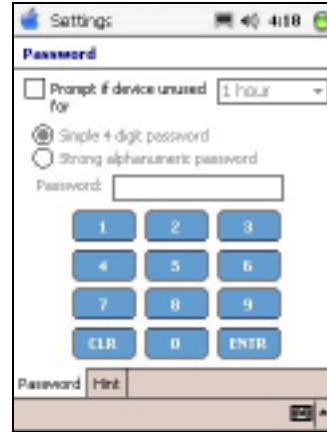 Settings 4:18
Password
Prompt if device unused 1 hour
for
Simple 4 digit password
Strong alphanumeric password
Password:
1 2 3
4 5 6
7 8 9
CLR 0 ENTR
Password Hint